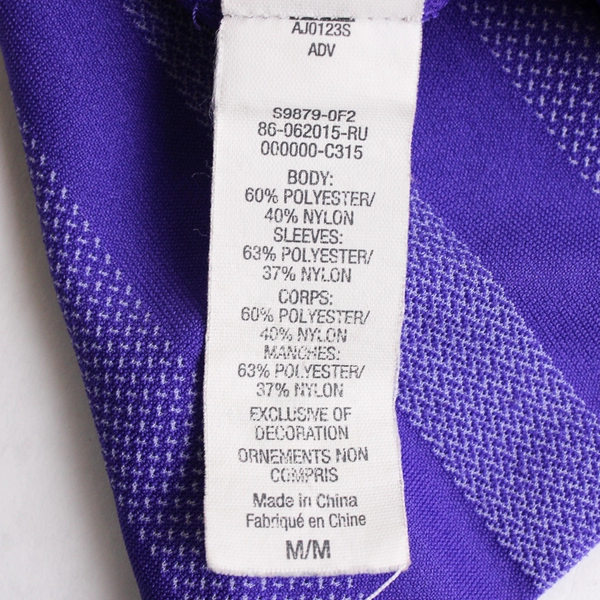 AJ0123S
ADV
S9879-0F2
86-062015-RU
000000-C315
BODY:
60% POLYESTER/
40% NYLON
SLEEVES:
63% POLYESTER/
37% NYLON
CORPS:
60% POLYESTER/
40% NYLON
MANCHES:
63% POLYESTER/
37% NYLON
EXCLUSIVE OF
DECORATION
ORNEMENTS NON
COMPRIS
Made in China
Fabriqué en Chine
M/M